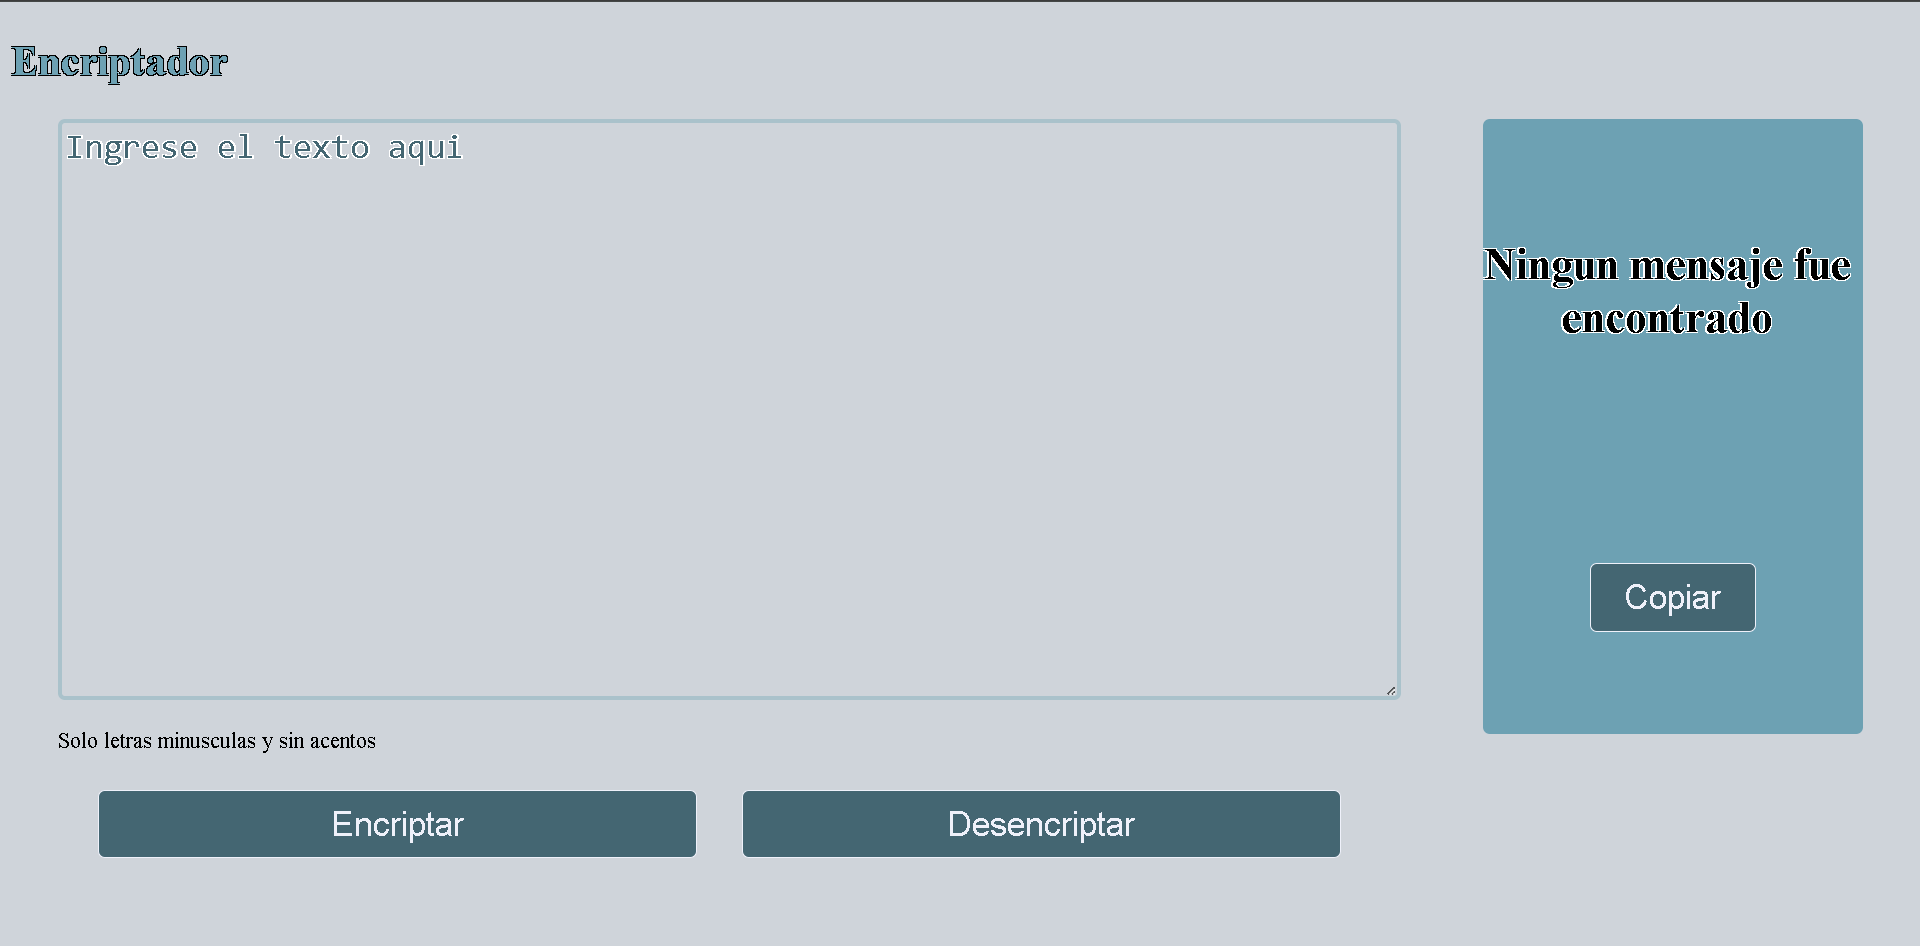 Encriptador
Ingrese el texto aqui
Ningun mensaje fue
encontrado
Copiar
Solo letras minusculas y sin acentos
Encriptar
Desencriptar